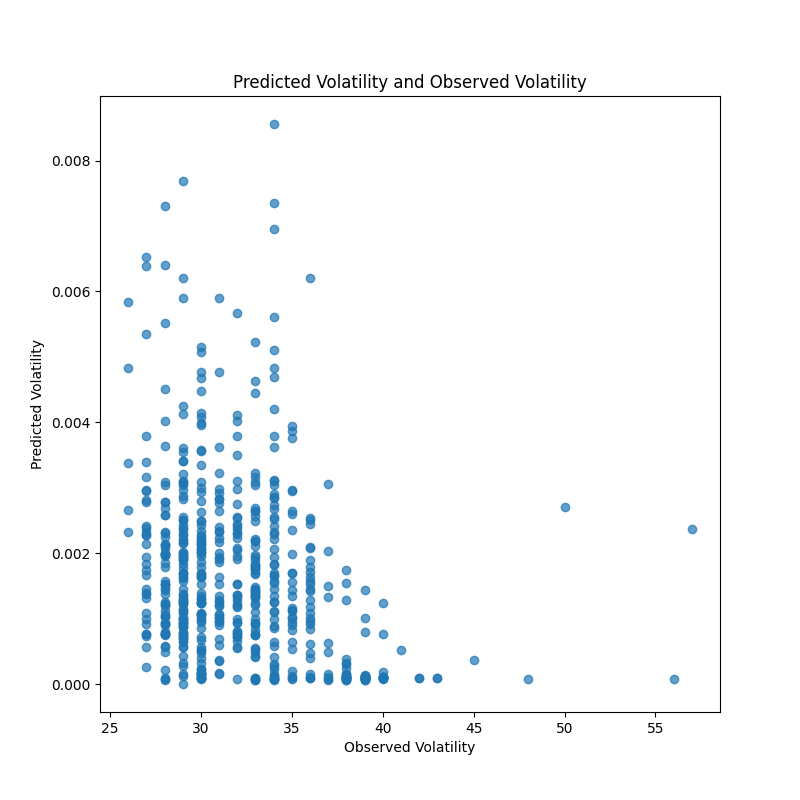 Predicted Volatility and Observed Volatility
0.008
0.006
0.004
0.002
0.000
Predicted Volatility
25 30 35 40 45 50 55
Observed Volatility